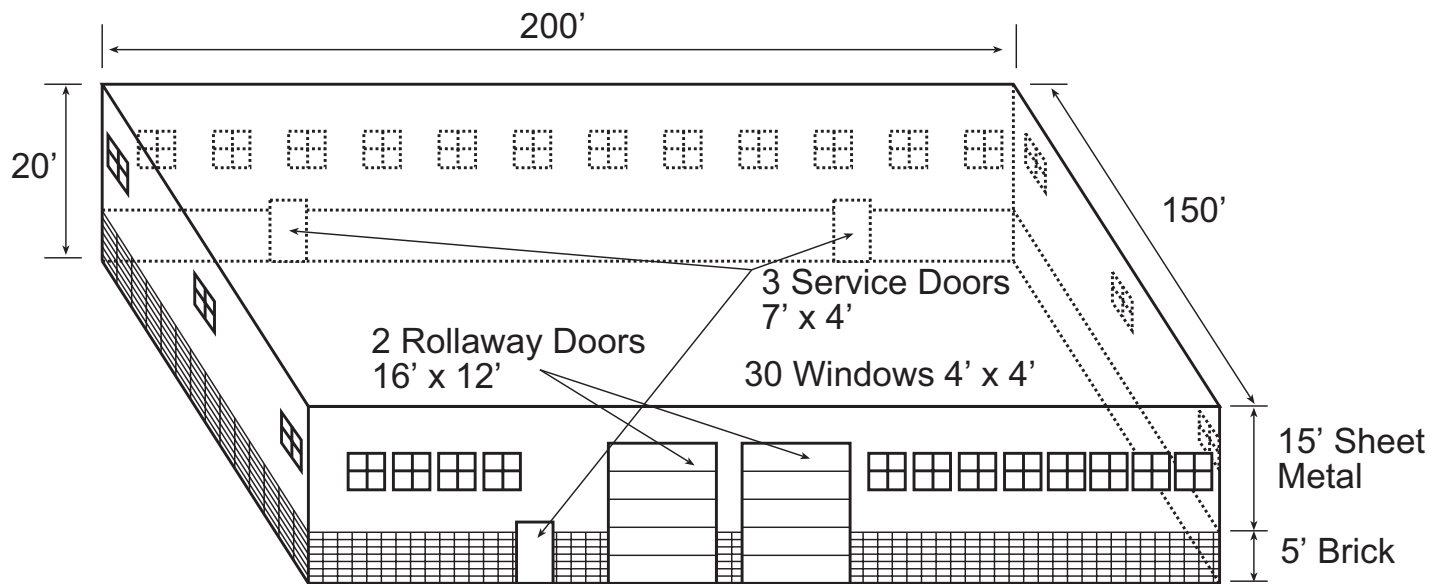 200’
20’
150’
3 Service Doors
7’ x 4’
2 Rollaway Doors
16’ x 12’
30 Windows 4’ x 4’
15’ Sheet
Metal
5’ Brick